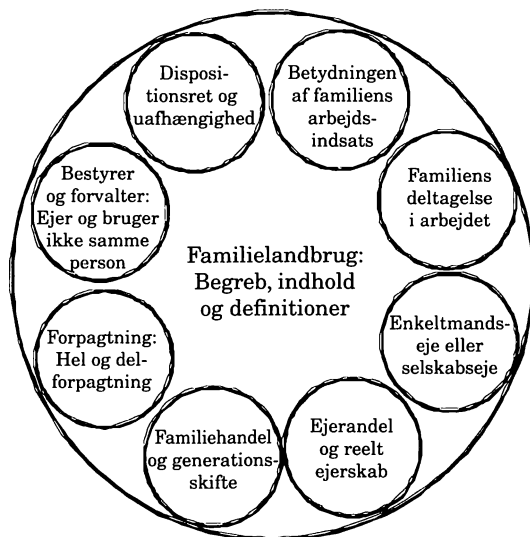 Disposi-
tionsret og
uafhængighed
Betydningen
af familiens
arbejds-
indsats
Familiens
deltagelse
i arbejdet
Enkeltmands-
eje eller
selskabseje
Ejerandel
og reelt
ejerskab
Familiehandel
og generations-
skifte
Forpagtning:
Hel og del-
forpagtning
Bestyrer
og forvalter:
Ejer og bruger
ikke samme
person
Familielandbrug:
Begreb, indhold
og definitioner